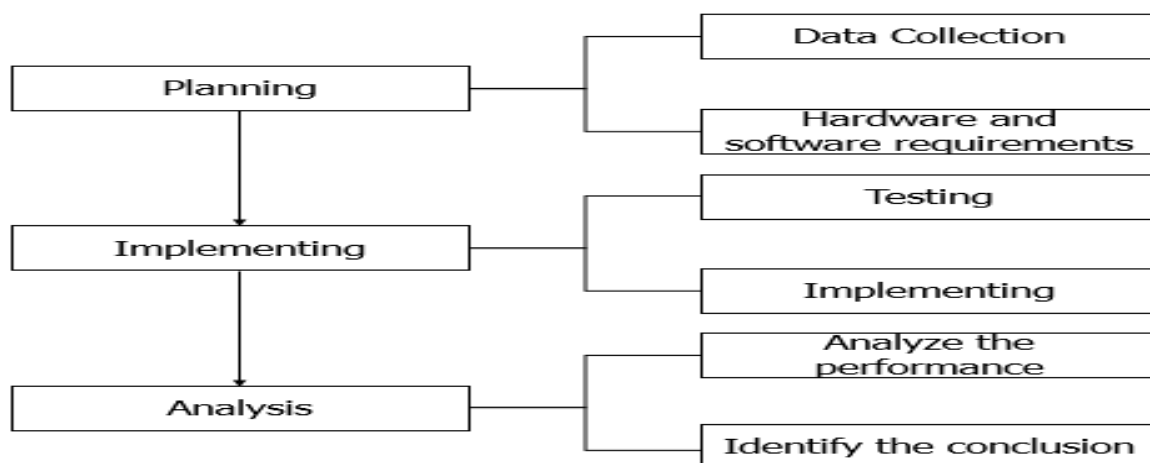 Data Collection
Planning
Hardware and
software requirements
Testing
Implementing
Implementing
Analyze the
performance
Analysis
Identify the conclusion